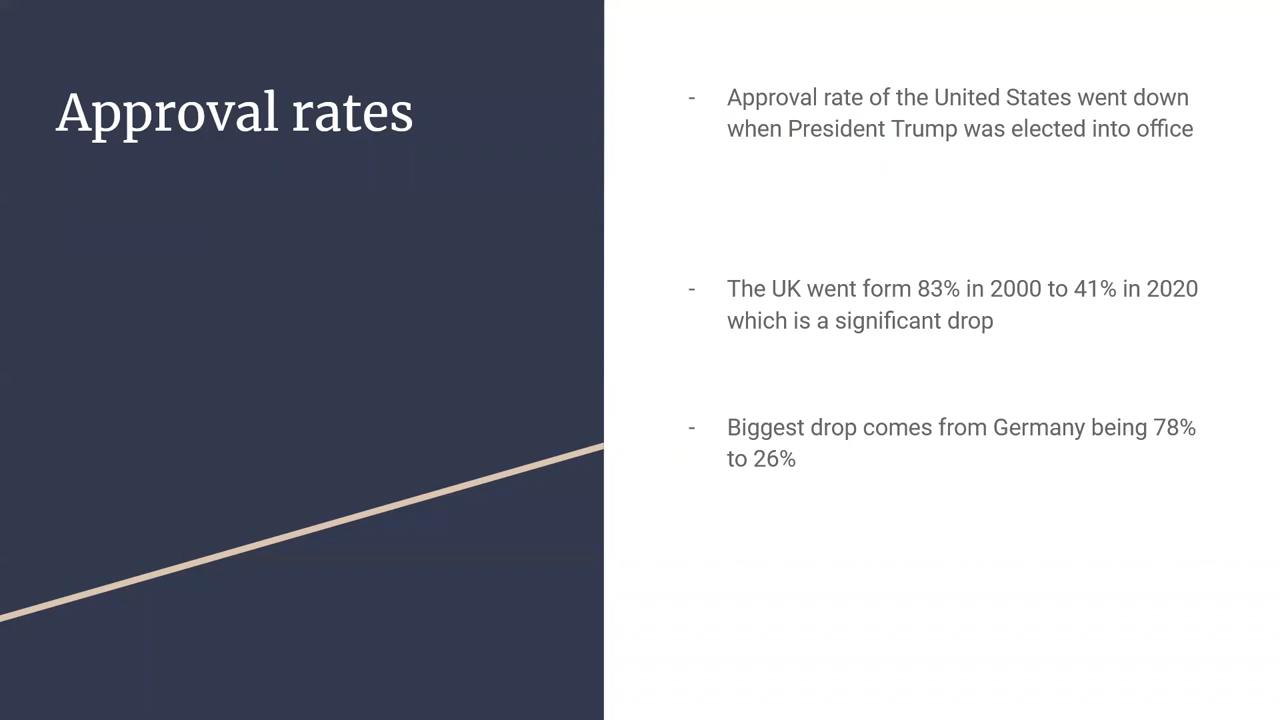 Approval rates
- Approval rate of the United States went down
when President Trump was elected into office
- The UK went form 83% in 2000 to 41% in 2020
which is a significant drop
- Biggest drop comes from Germany being 78%
to 26%